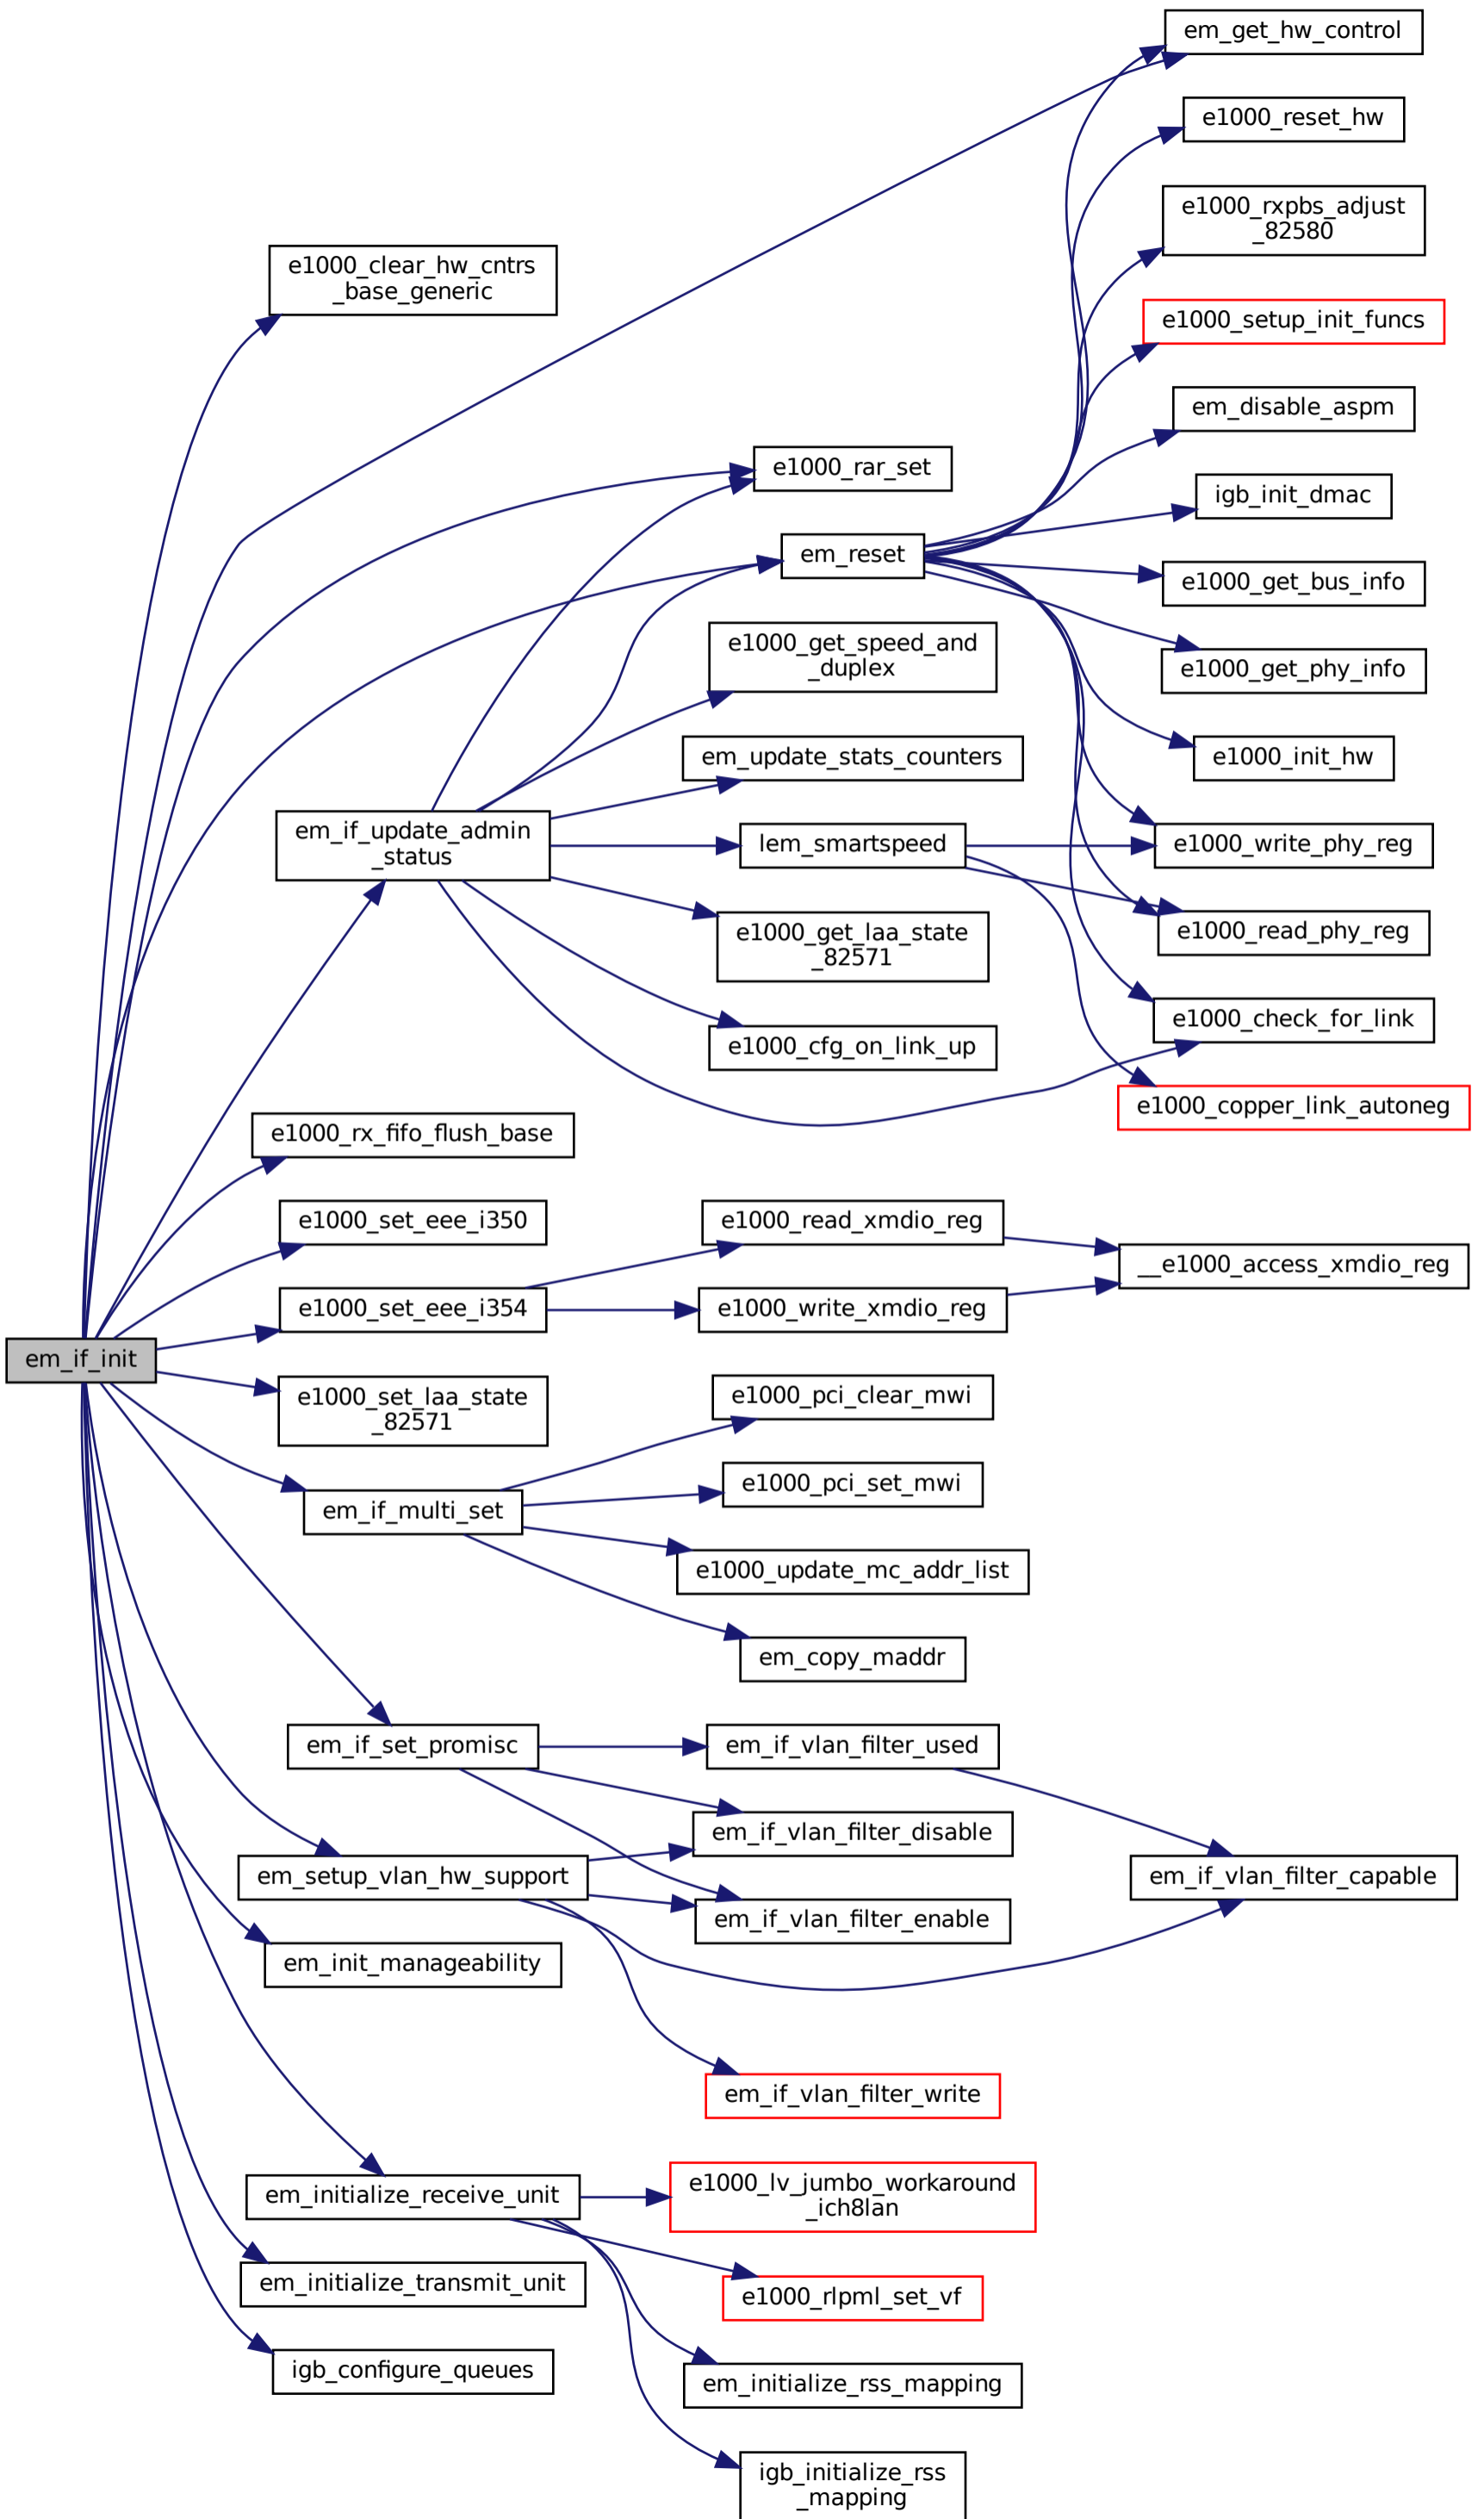 em_get_hw_control
e1000_reset_hw
e1000_rxpbs_adjust
_82580
e1000_clear_hw_cntrs
_base_generic
e1000_setup_init_funcs
em_disable_aspm
e1000_rar_set
igb_init_dmac
em_reset
e1000_get_bus_info
e1000_get_speed_and
_duplex
e1000_get_phy_info
em_update_stats_counters
e1000_init_hw
em_if_update_admin
_status
lem_smartspeed
e1000_write_phy_reg
e1000_get_laa_state
_82571
e1000_read_phy_reg
e1000_cfg_on_link_up
e1000_check_for_link
e1000_copper_link_autoneg
e1000_rx_fifo_flush_base
e1000_set_eee_i350
e1000_read_xmdio_reg
__e1000_access_xmdio_reg
e1000_set_eee_i354
e1000_write_xmdio_reg
em_if_init
e1000_set_laa_state
_82571
e1000_pci_clear_mwi
e1000_pci_set_mwi
em_if_multi_set
e1000_update_mc_addr_list
em_copy_maddr
em_if_set_promisc
em_if_vlan_filter_used
em_if_vlan_filter_disable
em_setup_vlan_hw_support
em_if_vlan_filter_capable
em_if_vlan_filter_enable
em_init_manageability
em_if_vlan_filter_write
em_initialize_receive_unit
e1000_lv_jumbo_workaround
_ich8lan
em_initialize_transmit_unit
e1000_rlpml_set_vf
igb_configure_queues
em_initialize_rss_mapping
igb_initialize_rss
_mapping